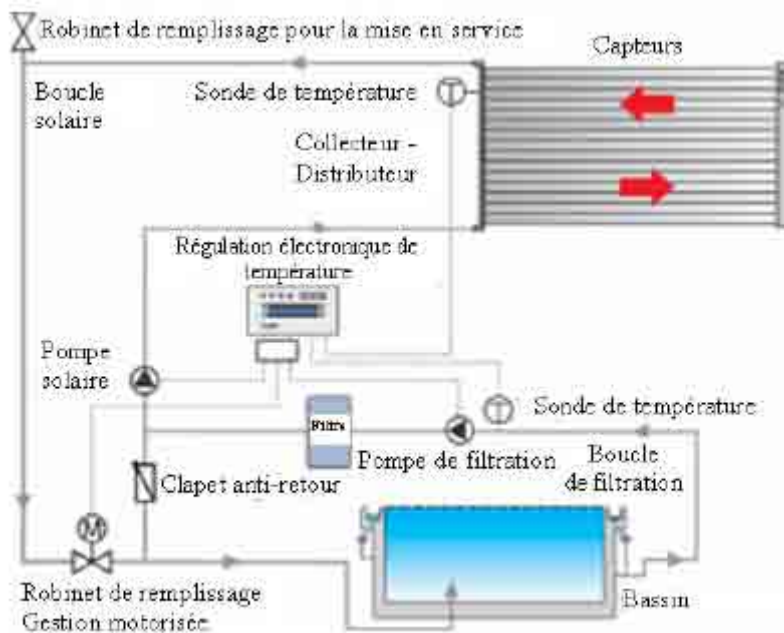 Robinet de remplissage pour la mise en service
Capteurs
Boucle
solaire
Sonde de température
T
Collecteur -
Distributeur
Régulation électronique de
température
Pompe
solaire
T
Sonde de température
Filtre
Pompe de filtration
Boucle
de filtration
Clapet anti-retour
M
Robinet de remplissage
Gestion motorisée
Bassin